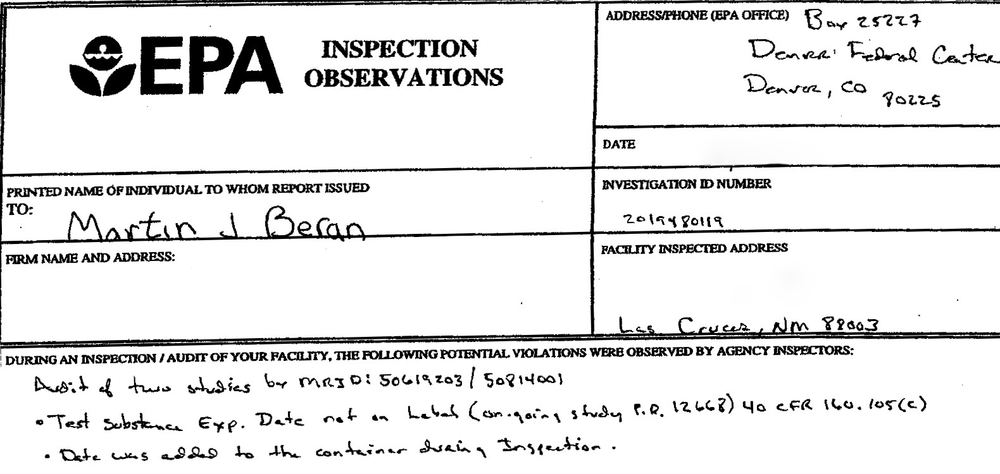 EPA
INSPECTION
OBSERVATIONS
ADDRESS/PHONE (EPA OFFICE) Box 25227
Denver Federal Center
Denver, CO 80225
DATE
PRINTED NAME OF INDIVIDUAL TO WHOM REPORT ISSUED
TO: Martin J Beran
INVESTIGATION ID NUMBER
2019480119
FIRM NAME AND ADDRESS:
FACILITY INSPECTED ADDRESS
Las Cruces, NM 88003
DURING AN INSPECTION / AUDIT OF YOUR FACILITY, THE FOLLOWING POTENTIAL VIOLATIONS WERE OBSERVED BY AGENCY INSPECTORS:
Audit of two studies by MRID: 50619203 / 50814001
• Test Substance Exp. Date not on Label (on-going study P.R. 12668) 40 CFR 160.105(c)
• Date was added to the container during Inspection.